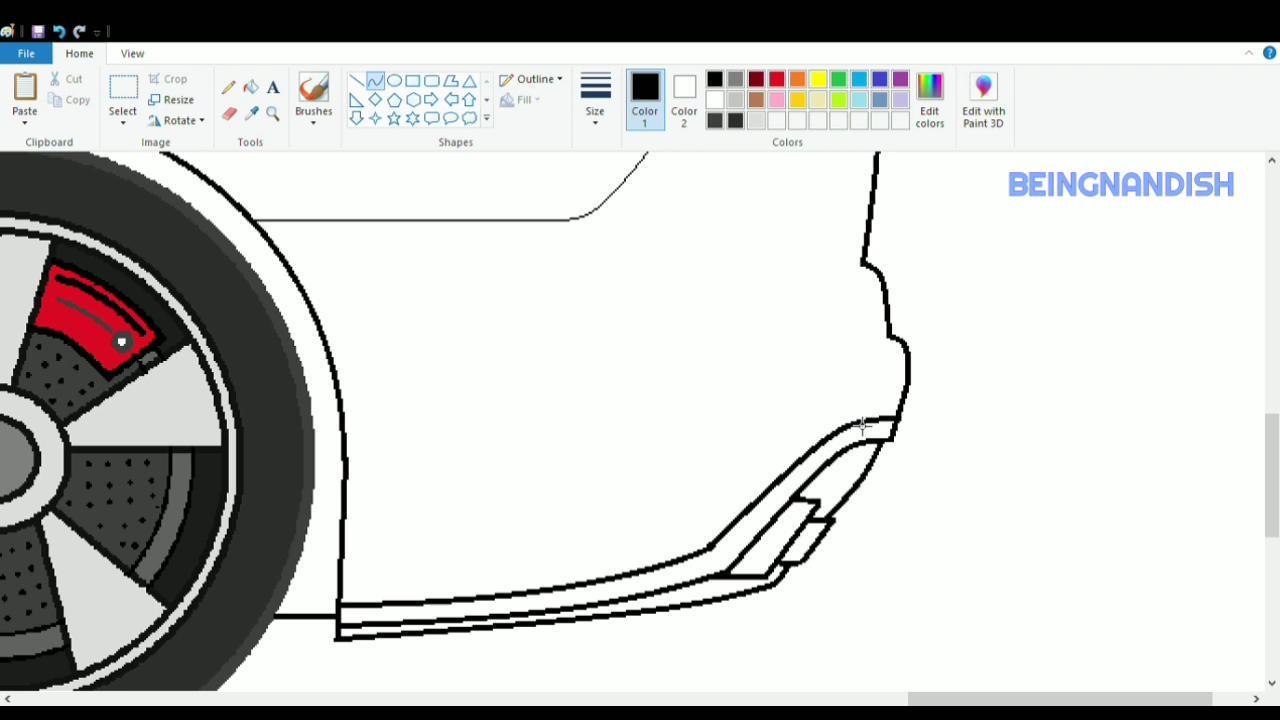 File Home View
Paste Cut Copy
Clipboard
Select Crop Resize Rotate
Image
A
Tools
Brushes
Shapes
Outline Fill
Size
Color 1
Color 2
Colors
Edit colors
Edit with Paint 3D
?
BEINGNANDISH